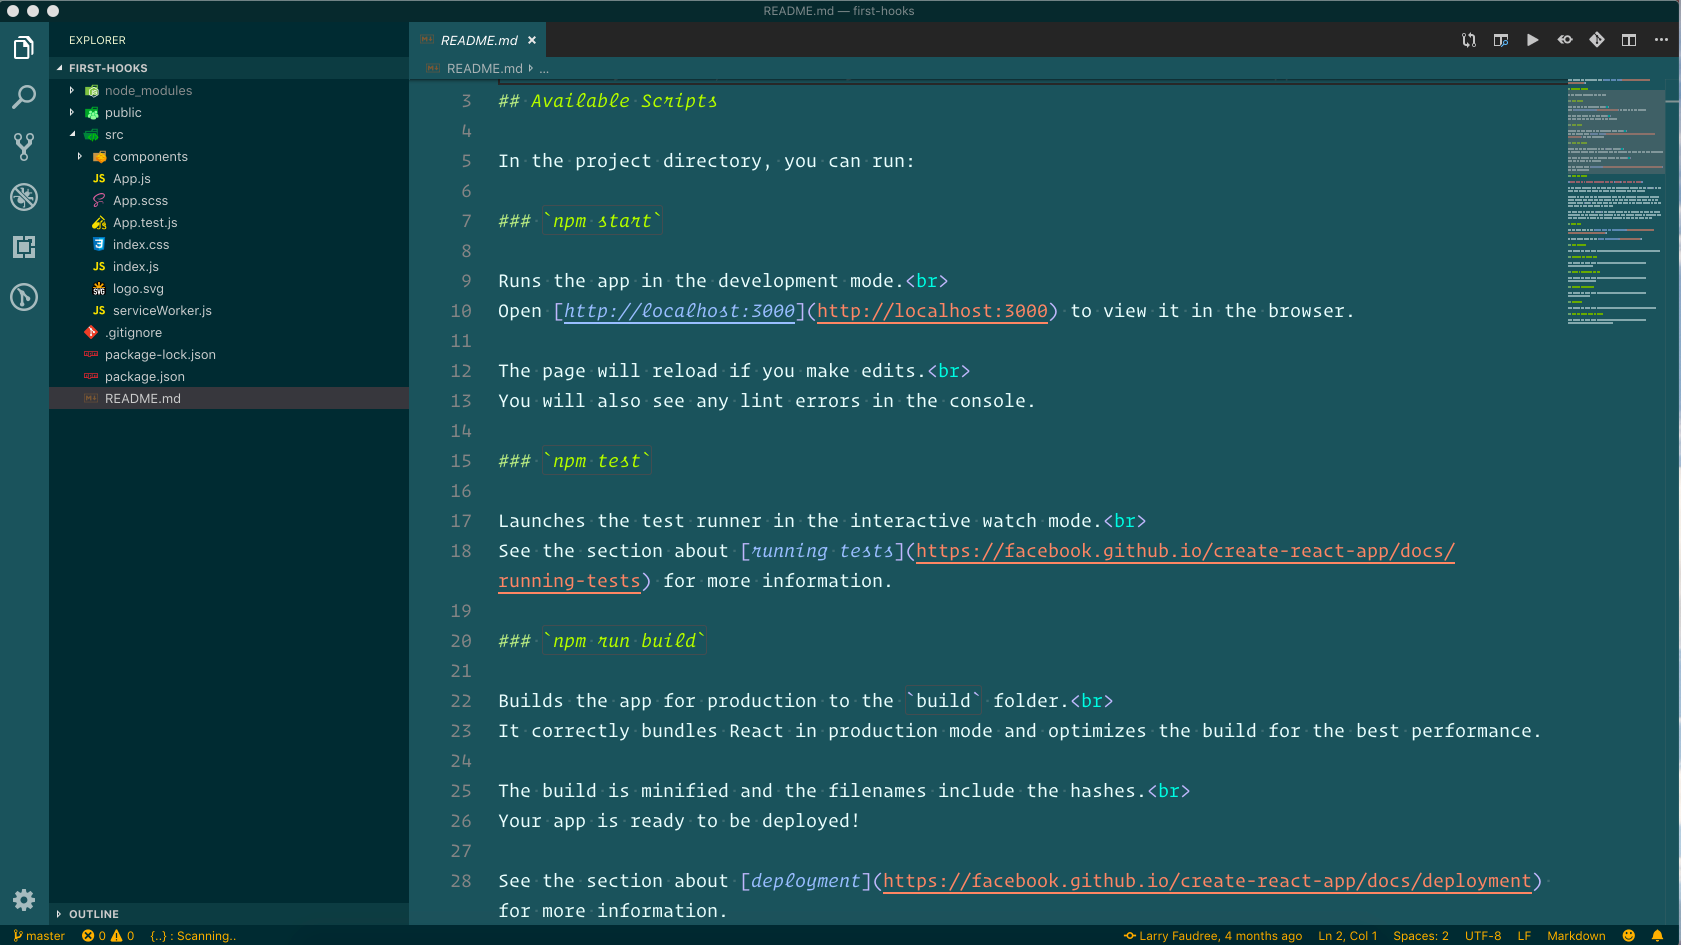 README.md — first-hooks
EXPLORER
FIRST-HOOKS
node_modules
public
src
components
JS App.js
App.scss
App.test.js
3 index.css
JS index.js
SVG logo.svg
JS serviceWorker.js
.gitignore
package-lock.json
package.json
README.md
OUTLINE
README.md ×
README.md ...
3 ## Available Scripts
4
5 In the project directory, you can run:
6
7 ### `npm start`
8
9 Runs the app in the development mode.<br>
10 Open [http://localhost:3000](http://localhost:3000) to view it in the browser.
11
12 The page will reload if you make edits.<br>
13 You will also see any lint errors in the console.
14
15 ### `npm test`
16
17 Launches the test runner in the interactive watch mode.<br>
18 See the section about [running tests](https://facebook.github.io/create-react-app/docs/
running-tests) for more information.
19
20 ### `npm run build`
21
22 Builds the app for production to the `build` folder.<br>
23 It correctly bundles React in production mode and optimizes the build for the best performance.
24
25 The build is minified and the filenames include the hashes.<br>
26 Your app is ready to be deployed!
27
28 See the section about [deployment](https://facebook.github.io/create-react-app/docs/deployment)
for more information.
master 0 0 {..} : Scanning.. Larry Faudree, 4 months ago Ln 2, Col 1 Spaces: 2 UTF-8 LF Markdown